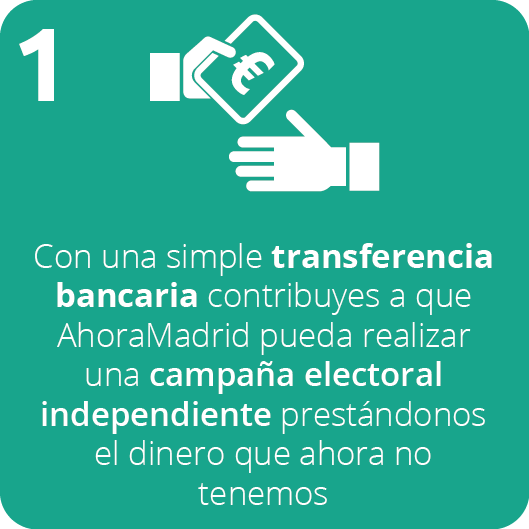 1
€
Con una simple transferencia
bancaria contribuyes a que
AhoraMadrid pueda realizar
una campaña electoral
independiente prestándonos
el dinero que ahora no
tenemos